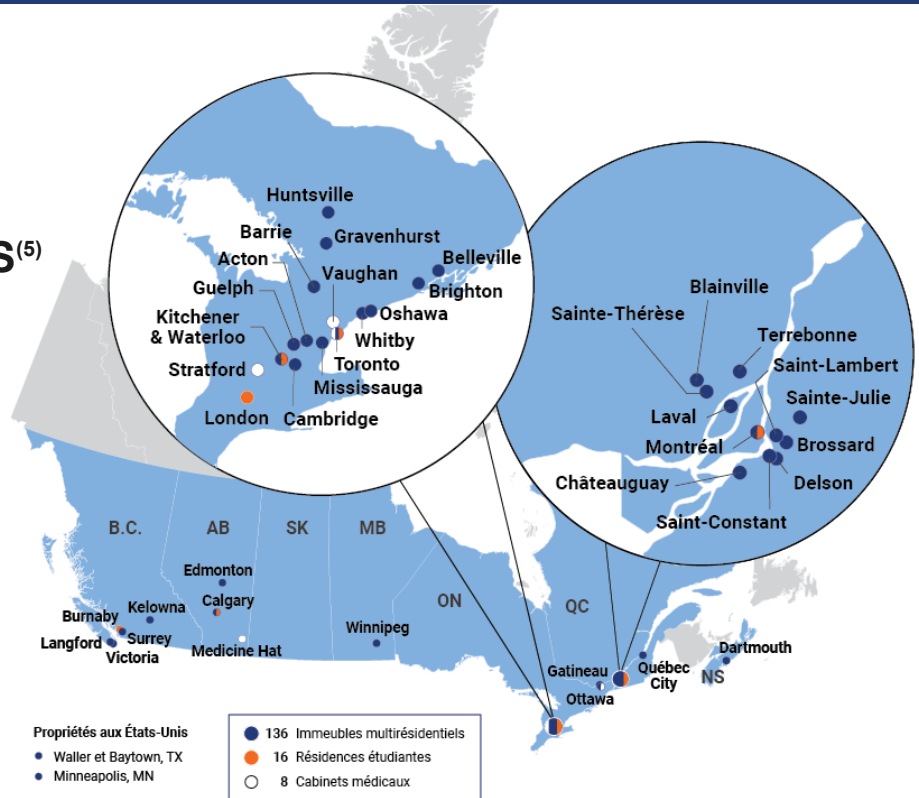 S(5)
Huntsville
Barrie
Gravenhurst
Acton
Belleville
Vaughan
Guelph
Brighton
Kitchener
& Waterloo
Oshawa
Whitby
Stratford
Toronto
Mississauga
London
Cambridge
Blainville
Sainte-Thérèse
Terrebonne
Saint-Lambert
Sainte-Julie
Laval
Montréal
Brossard
Châteauguay
Delson
Saint-Constant
B.C.
AB
SK
MB
ON
QC
NS
Edmonton
Calgary
Kelowna
Burnaby
Surrey
Langford
Victoria
Medicine Hat
Winnipeg
Gatineau
Ottawa
Québec
City
Dartmouth
Propriétés aux États-Unis
Waller et Baytown, TX
Minneapolis, MN
136 Immeubles multirésidentiels
16 Résidences étudiantes
8 Cabinets médicaux